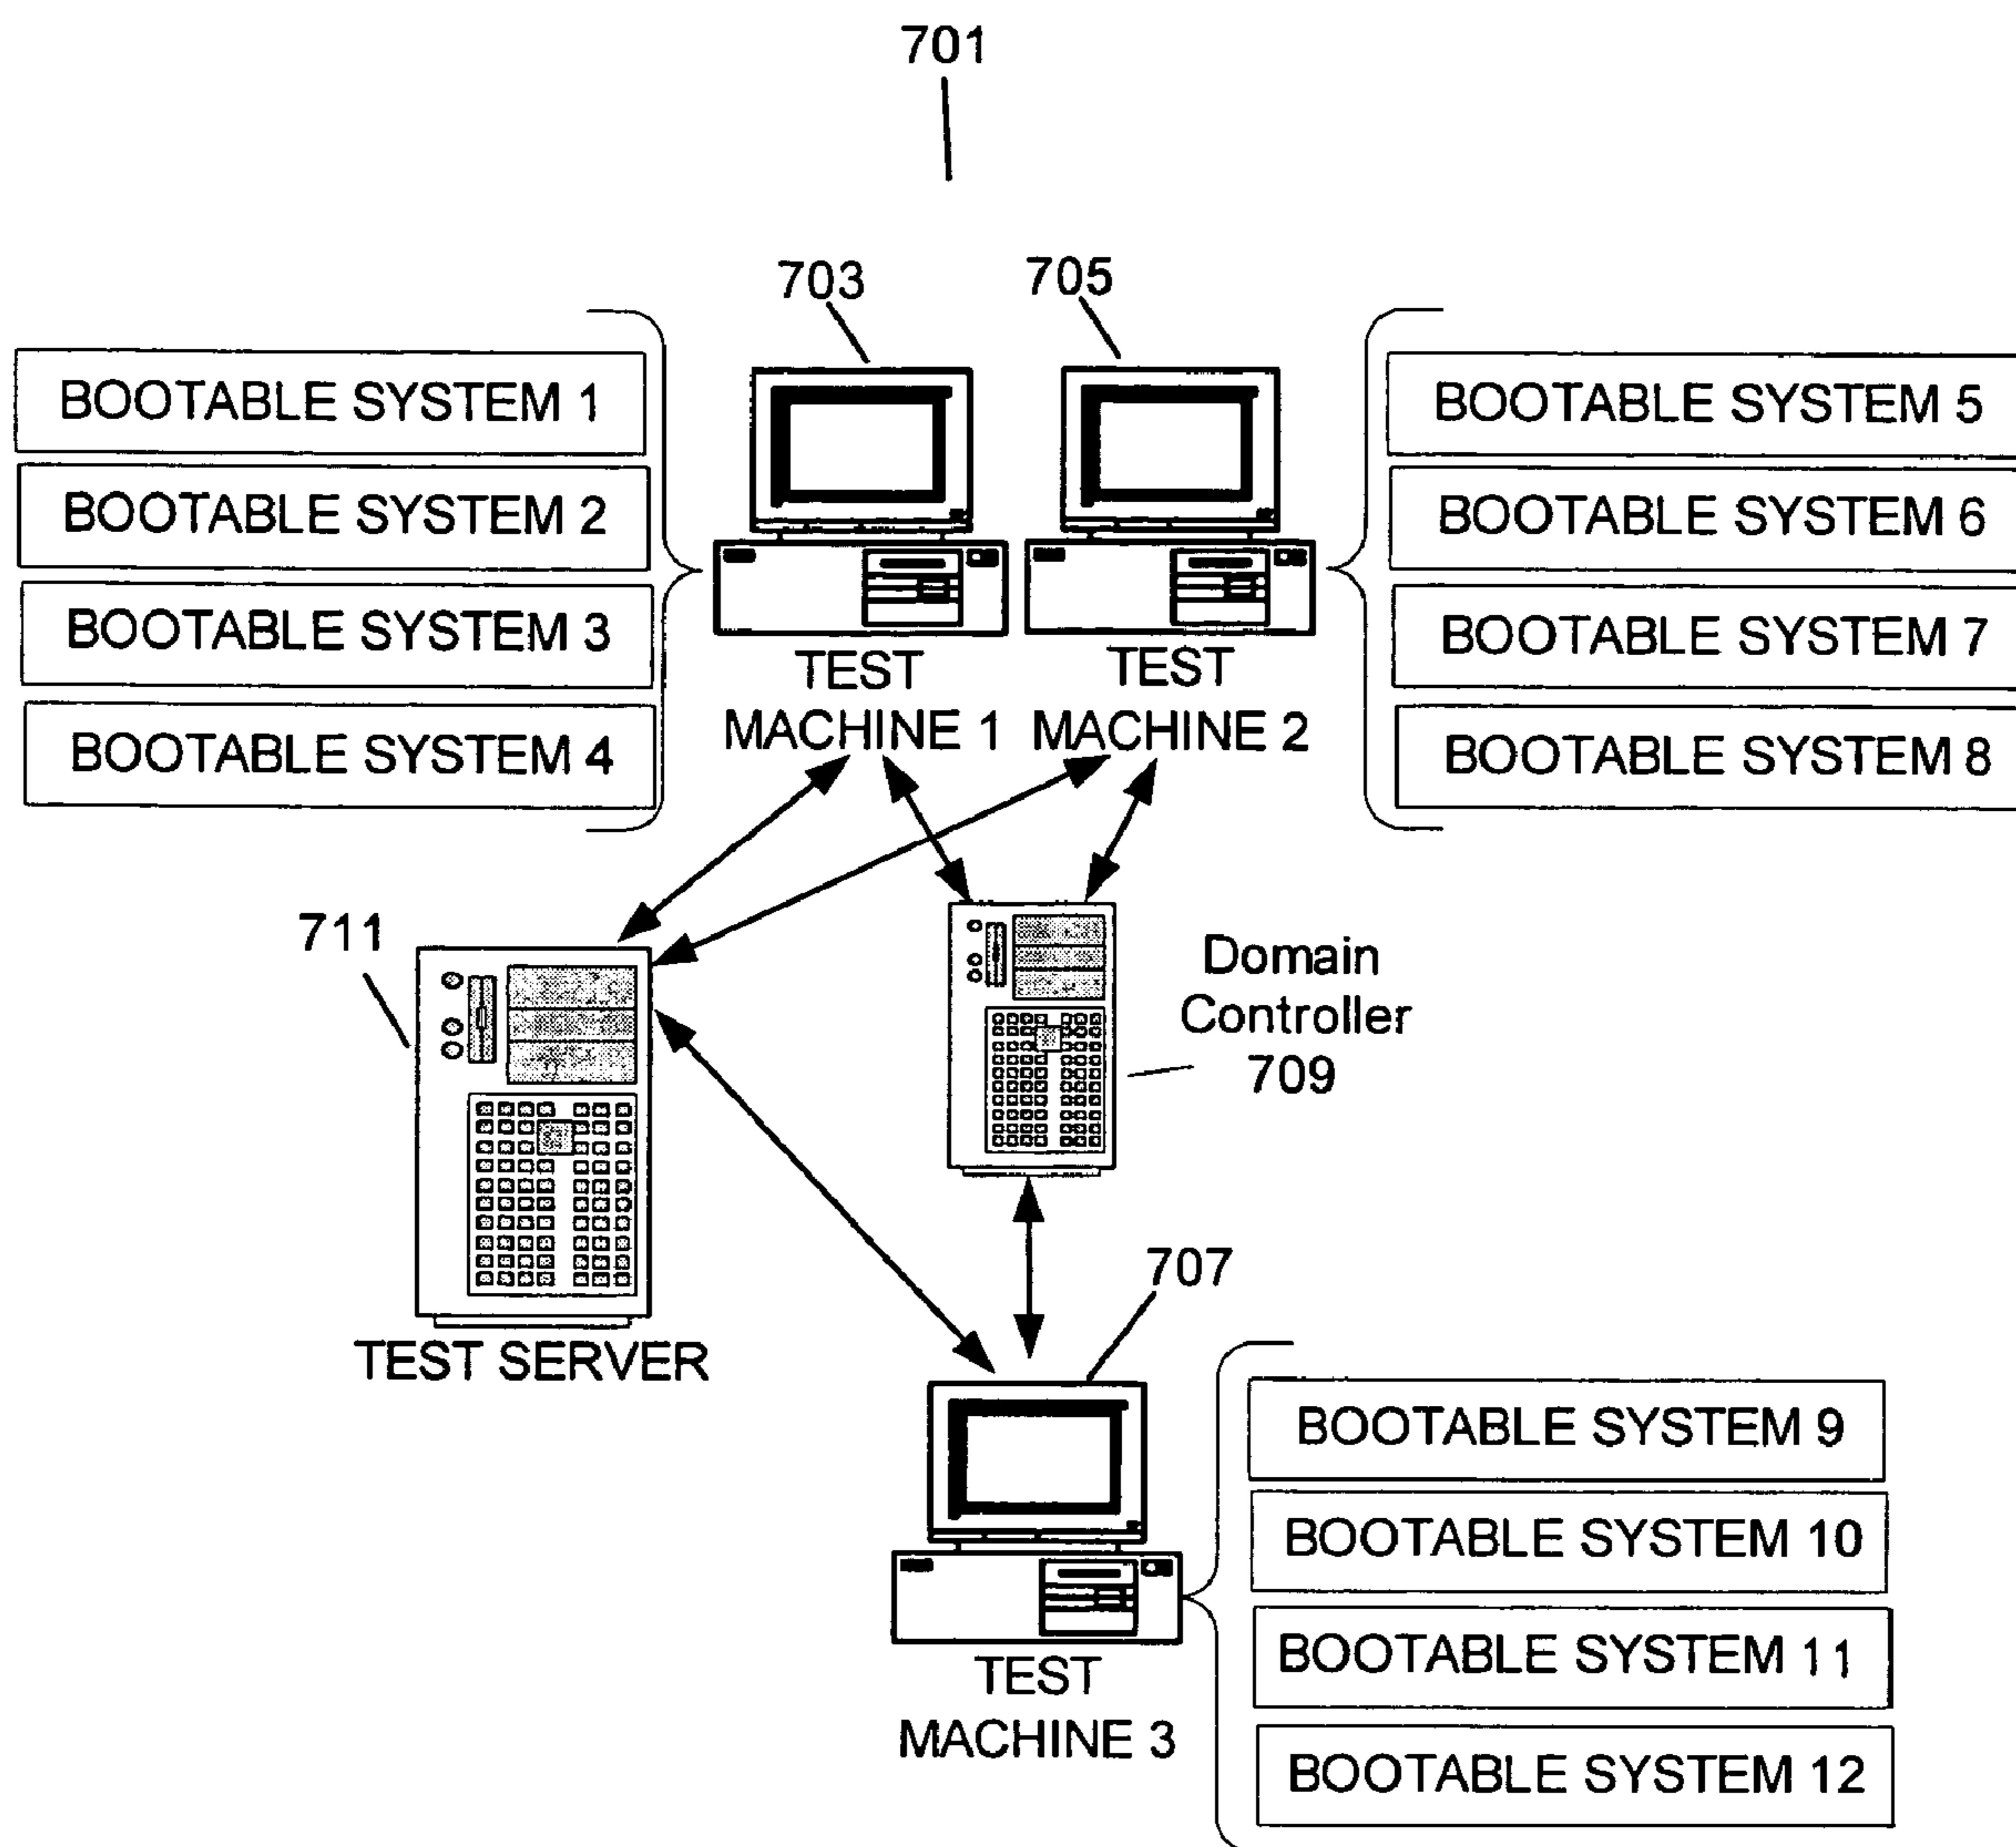 701
703
705
BOOTABLE SYSTEM 1
BOOTABLE SYSTEM 2
BOOTABLE SYSTEM 3
BOOTABLE SYSTEM 4
BOOTABLE SYSTEM 5
BOOTABLE SYSTEM 6
BOOTABLE SYSTEM 7
BOOTABLE SYSTEM 8
TEST
MACHINE 1
TEST
MACHINE 2
711
TEST SERVER
Domain
Controller
709
707
TEST
MACHINE 3
BOOTABLE SYSTEM 9
BOOTABLE SYSTEM 10
BOOTABLE SYSTEM 11
BOOTABLE SYSTEM 12